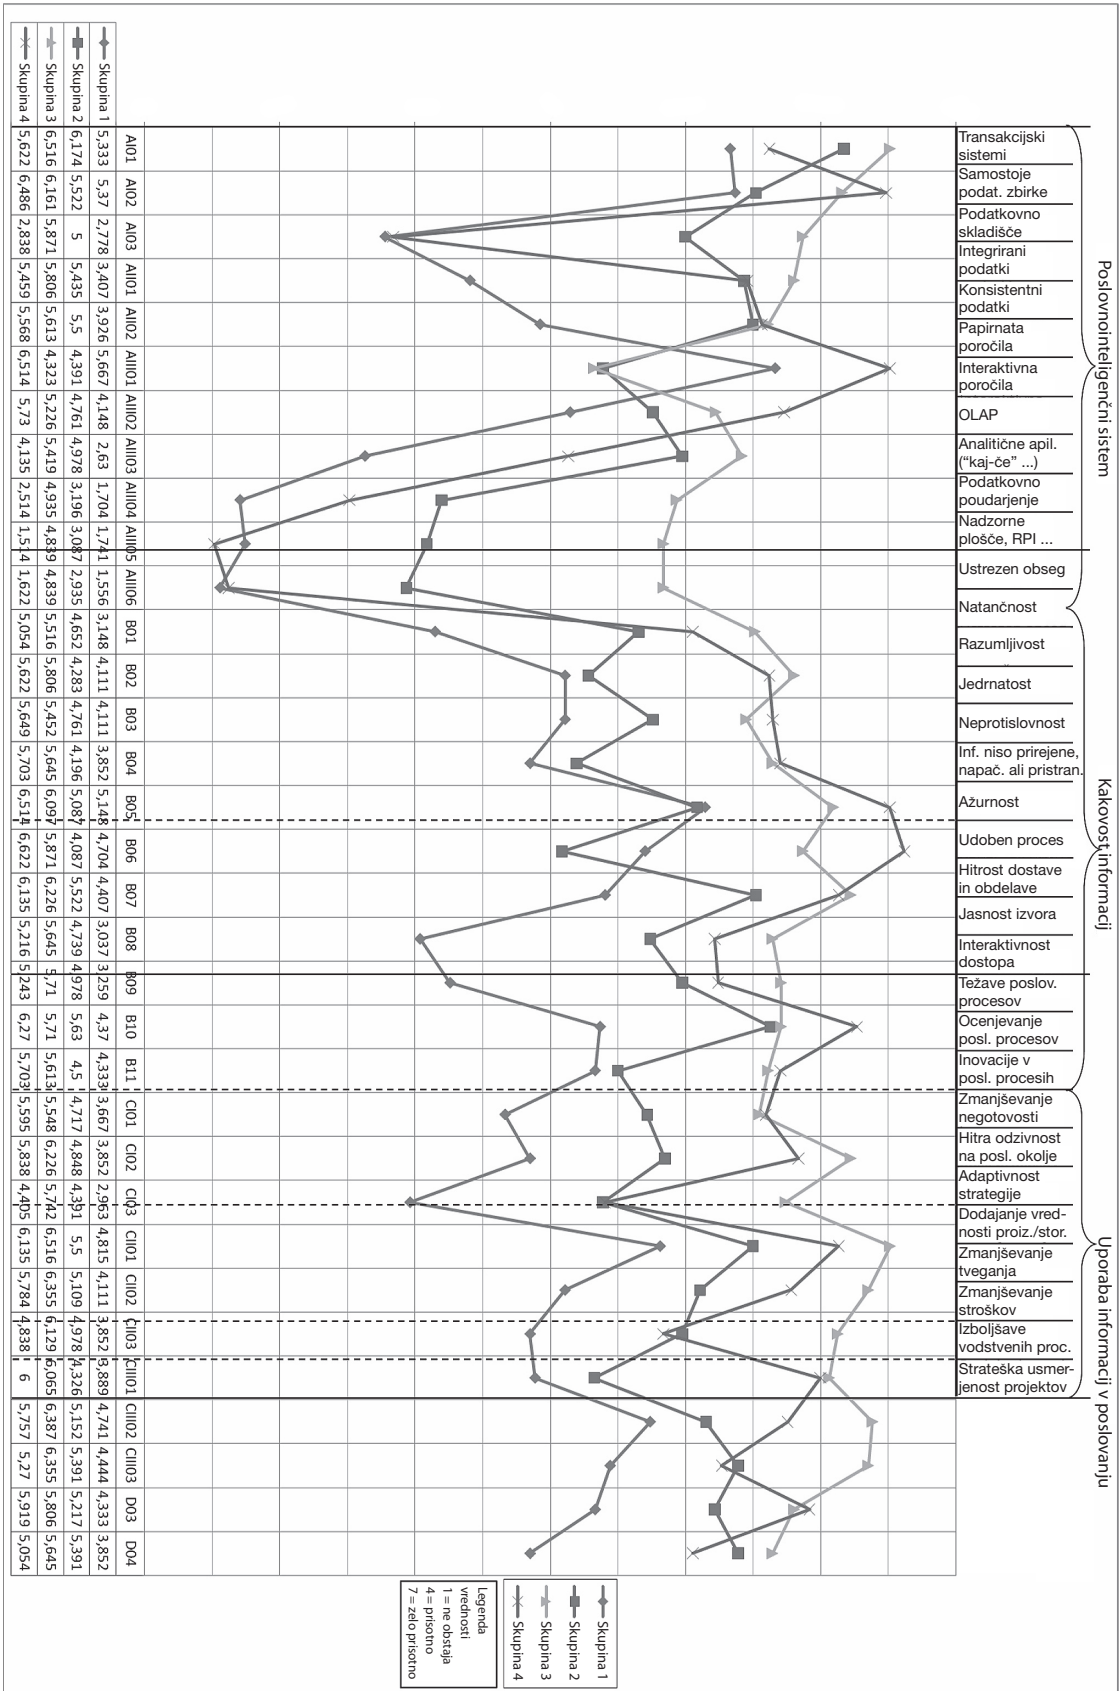 Poslovnointeligenčni sistem
Kakovost informacij
Uporaba informacij v poslovanju
Transakcijski
sistemi
Samostoje
podat. zbirke
Podatkovno
skladišče
Integrirani
podatki
Konsistentni
podatki
Papirnata
poročila
Interaktivna
poročila
OLAP
Analitične apil.
("kaj-če" ...)
Podatkovno
poudarjenje
Nadzorne
plošče, RPI ...
Ustrezen obseg
Natančnost
Razumljivost
Jedrnatost
Neprotislovnost
Inf. niso prirejene,
napač. ali pristran.
Ažurnost
Udoben proces
Hitrost dostave
in obdelave
Jasnost izvora
Interaktivnost
dostopa
Težave poslov.
procesov
Ocenjevanje
posl. procesov
Inovacije v
posl. procesih
Zmanjševanje
negotovosti
Hitra odzivnost
na posl. okolje
Adaptivnost
strategije
Dodajanje vred-
nosti proiz./stor.
Zmanjševanje
tveganja
Zmanjševanje
stroškov
Izboljšave
vodstvenih proc.
Strateška usmer-
jenost projektov
Skupina 1
Skupina 2
Skupina 3
Skupina 4
Legenda
vrednosti
1 = ne obstaja
4 = prisotno
7 = zelo prisotno
AI01 AI02 AI03 AII01 AII02 AIII01 AIII02 AIII03 AIII04 AIII05 AIII06 B01 B02 B03 B04 B05 B06 B07 B08 B09 B10 B11 CI01 CI02 CI03 CII01 CII02 CII03 CIII01 CIII02 CIII03 D03 D04
Skupina 1 5,333 5,37 2,778 3,407 3,926 5,667 4,148 2,63 1,704 1,741 1,556 3,148 4,111 4,111 3,852 5,148 4,704 4,407 3,037 3,259 4,37 4,333 3,667 3,852 2,963 4,815 4,111 3,852 3,889 4,741 4,444 4,333 3,852
Skupina 2 6,174 5,522 5 5,435 5,5 4,391 4,761 4,978 3,196 3,087 2,935 4,652 4,283 4,761 4,196 5,087 4,087 5,522 4,739 4,978 5,63 4,5 4,717 4,848 4,391 5,5 5,109 4,978 4,326 5,152 5,391 5,217 5,391
Skupina 3 6,516 6,161 5,871 5,806 5,613 4,323 5,226 5,419 4,935 4,839 4,839 5,516 5,806 5,452 5,645 6,097 5,871 6,226 5,645 5,71 5,71 5,613 5,548 6,226 5,742 6,516 6,355 6,129 6,065 6,387 6,355 5,806 5,645
Skupina 4 5,622 6,486 2,838 5,459 5,568 6,514 5,73 4,135 2,514 1,514 1,622 5,054 5,622 5,649 5,703 6,514 6,622 6,135 5,216 5,243 6,27 5,703 5,595 5,838 4,405 6,135 5,784 4,838 6 5,757 5,27 5,919 5,054